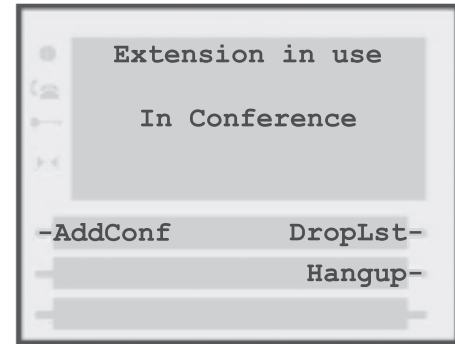 Extension in use
In Conference
-AddConf DropLst-
Hangup-